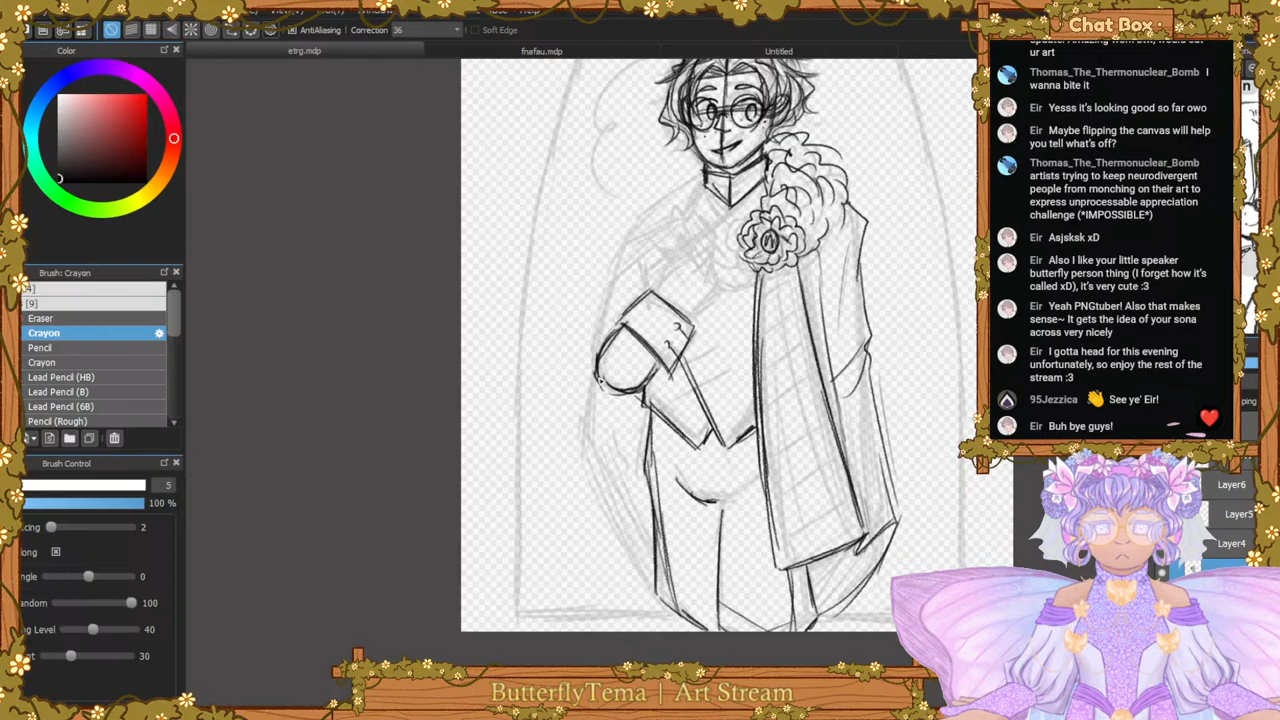 AntiAliasing Correction 36 Soft Edge
Color
etrg.mdp
fnafau.mdp
Untitled
Brush: Crayon
4]
[9]
Eraser
Crayon
Pencil
Crayon
Lead Pencil (HB)
Lead Pencil (B)
Lead Pencil (6B)
Pencil (Rough)
Brush Control
5
100 %
2
0
100
40
30
Chat Box
ur art
Thomas_The_Thermonuclear_Bomb I
wanna bite it
Eir Yesss it's looking good so far owo
Eir Maybe flipping the canvas will help
you tell what's off?
Thomas_The_Thermonuclear_Bomb
artists trying to keep neurodivergent
people from monching on their art to
express unprocessable appreciation
challenge (*IMPOSSIBLE*)
Eir Asjsksk xD
Eir Also I like your little speaker
butterfly person thing (I forget how it's
called xD), it's very cute :3
Eir Yeah PNGtuber! Also that makes
sense~ It gets the idea of your sona
across very nicely
Eir I gotta head for this evening
unfortunately, so enjoy the rest of the
stream :3
95Jezzica 👋 See ye' Eir!
Eir Buh bye guys!
Layer6
Layer5
Layer4
ButterflyTema | Art Stream